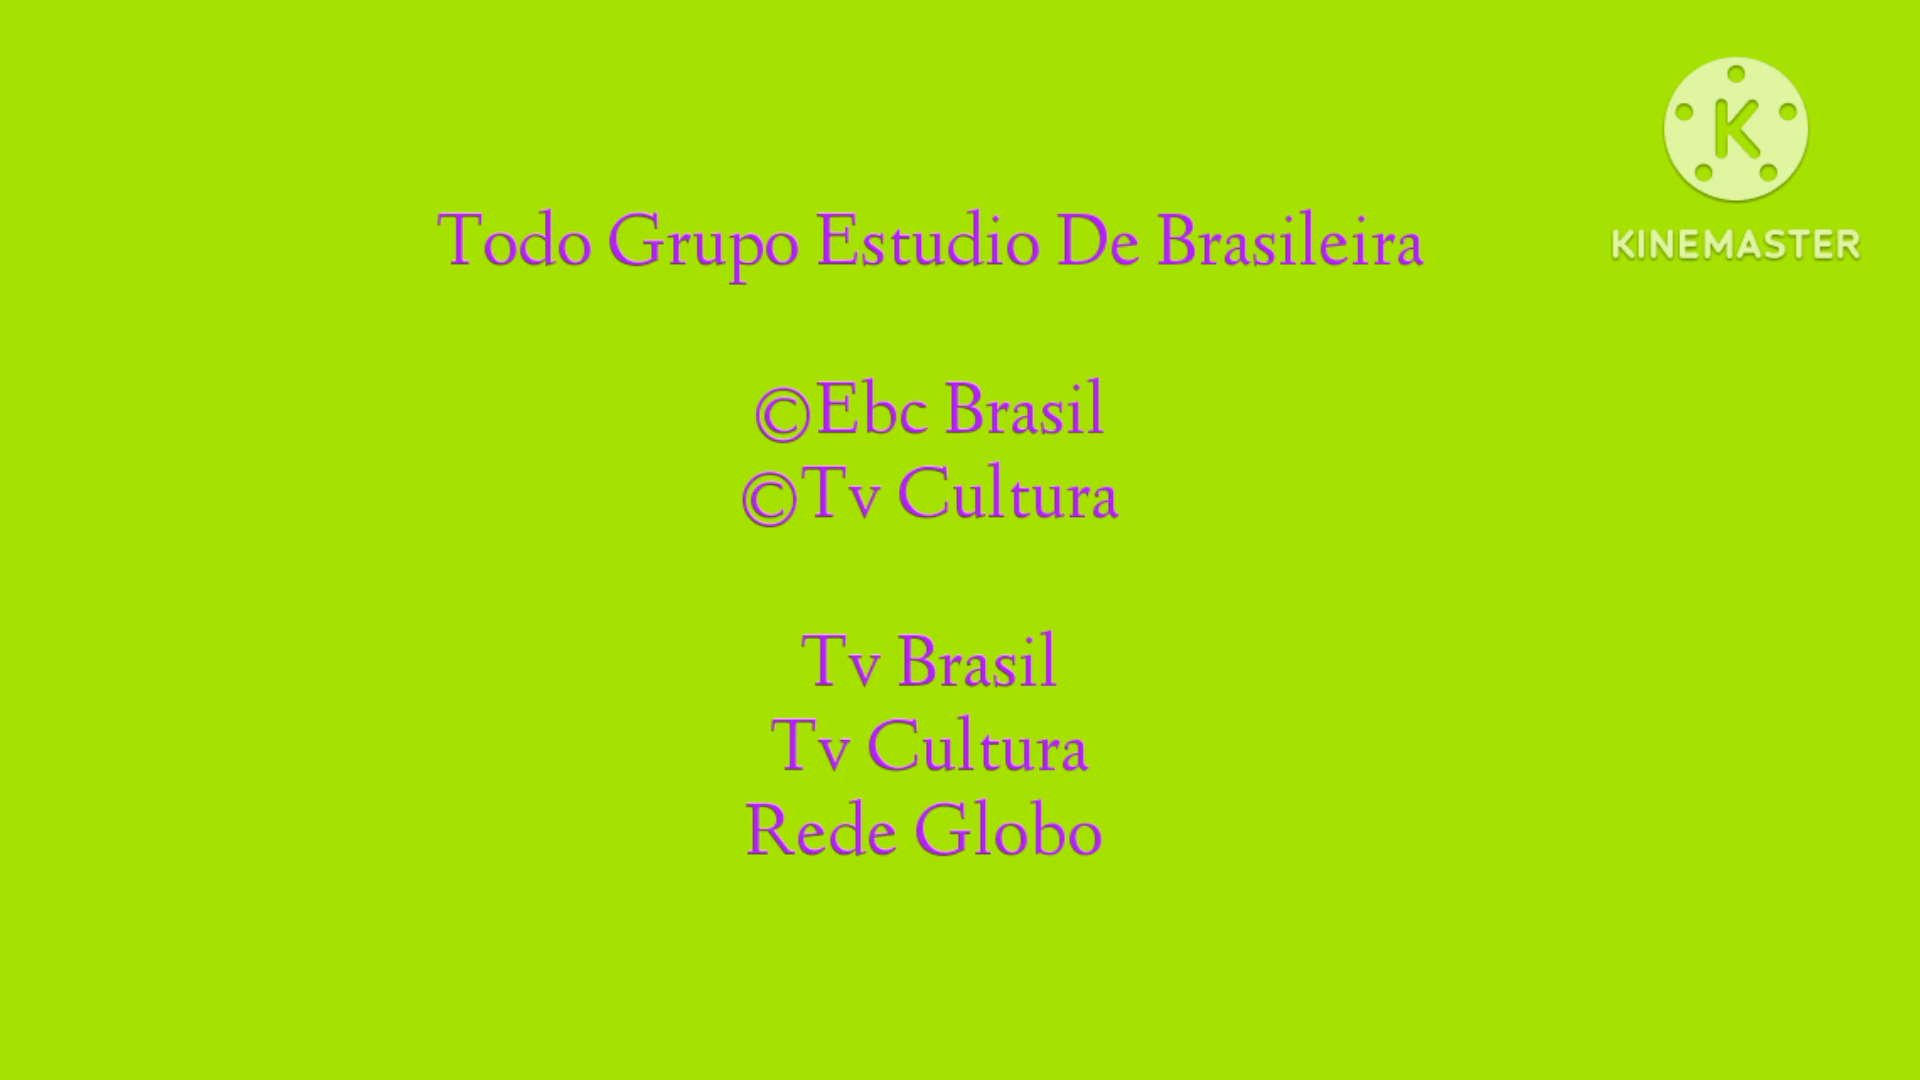 Todo Grupo Estudio De Brasileira
©Ebc Brasil
©Tv Cultura
Tv Brasil
Tv Cultura
Rede Globo
K
KINEMASTER